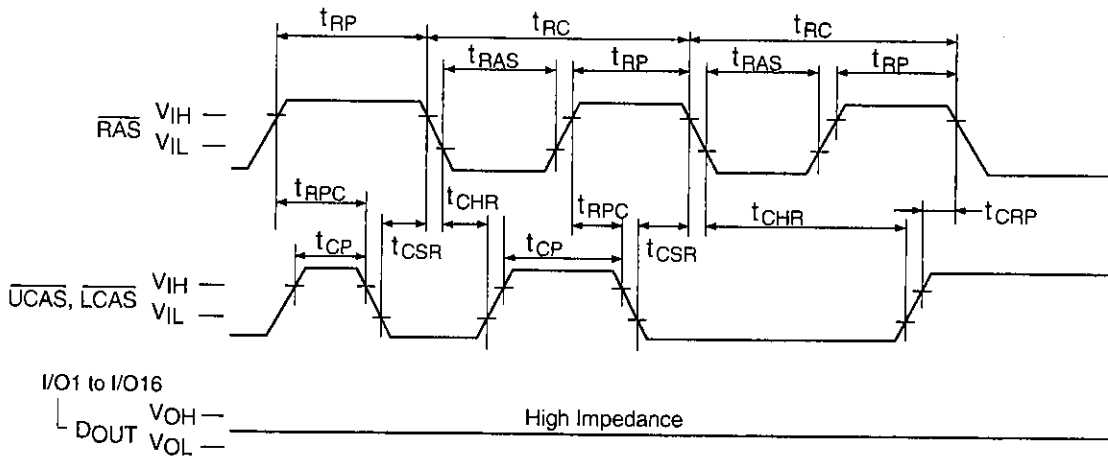 tRP tRC tRC
tRAS tRP tRAS tRP
RAS VIH
VIL
tRPC tCHR tRPC tCHR tCRP
tCP tCSR tCP tCSR
UCAS, LCAS VIH
VIL
I/O1 to I/O16
DOUT VOH
VOL
High Impedance